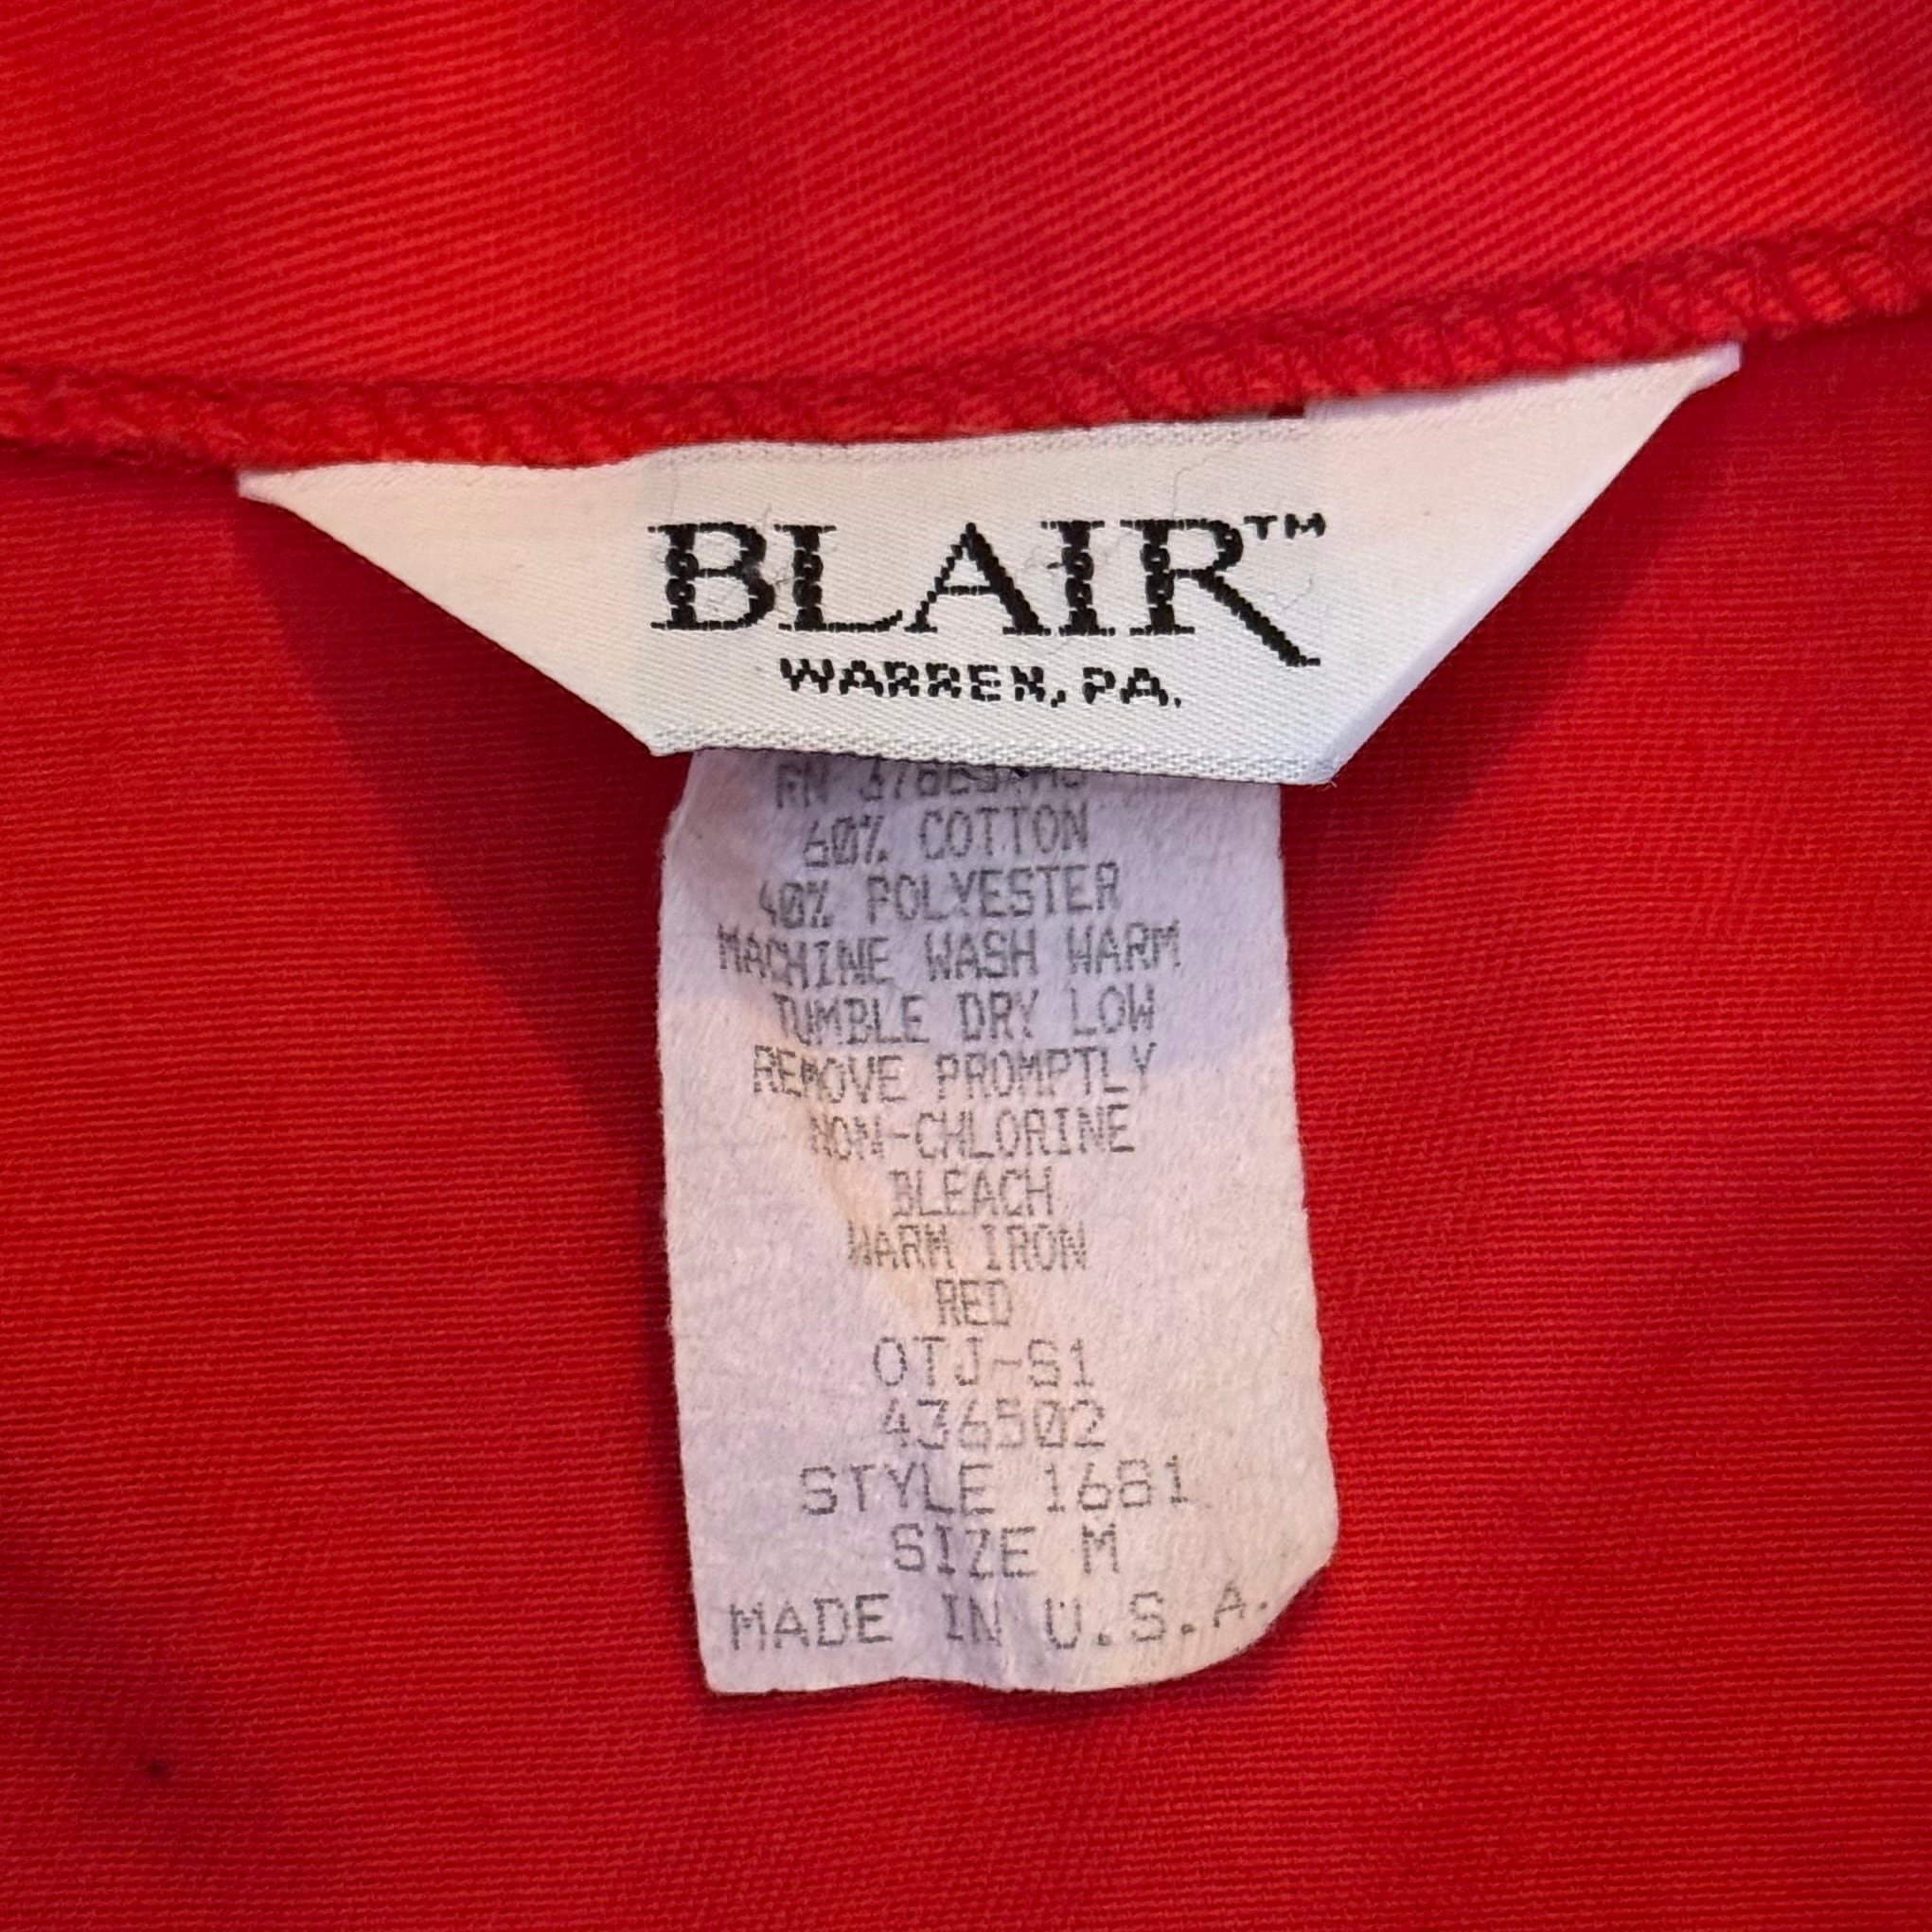 BLAIR™
WARREN, PA.
RN
60% COTTON
40% POLYESTER
MACHINE WASH WARM
TUMBLE DRY LOW
REMOVE PROMPTLY
NON-CHLORINE
BLEACH
WARM IRON
RED
OTJ-S1
436502
STYLE 1681
SIZE M
MADE IN U.S.A.